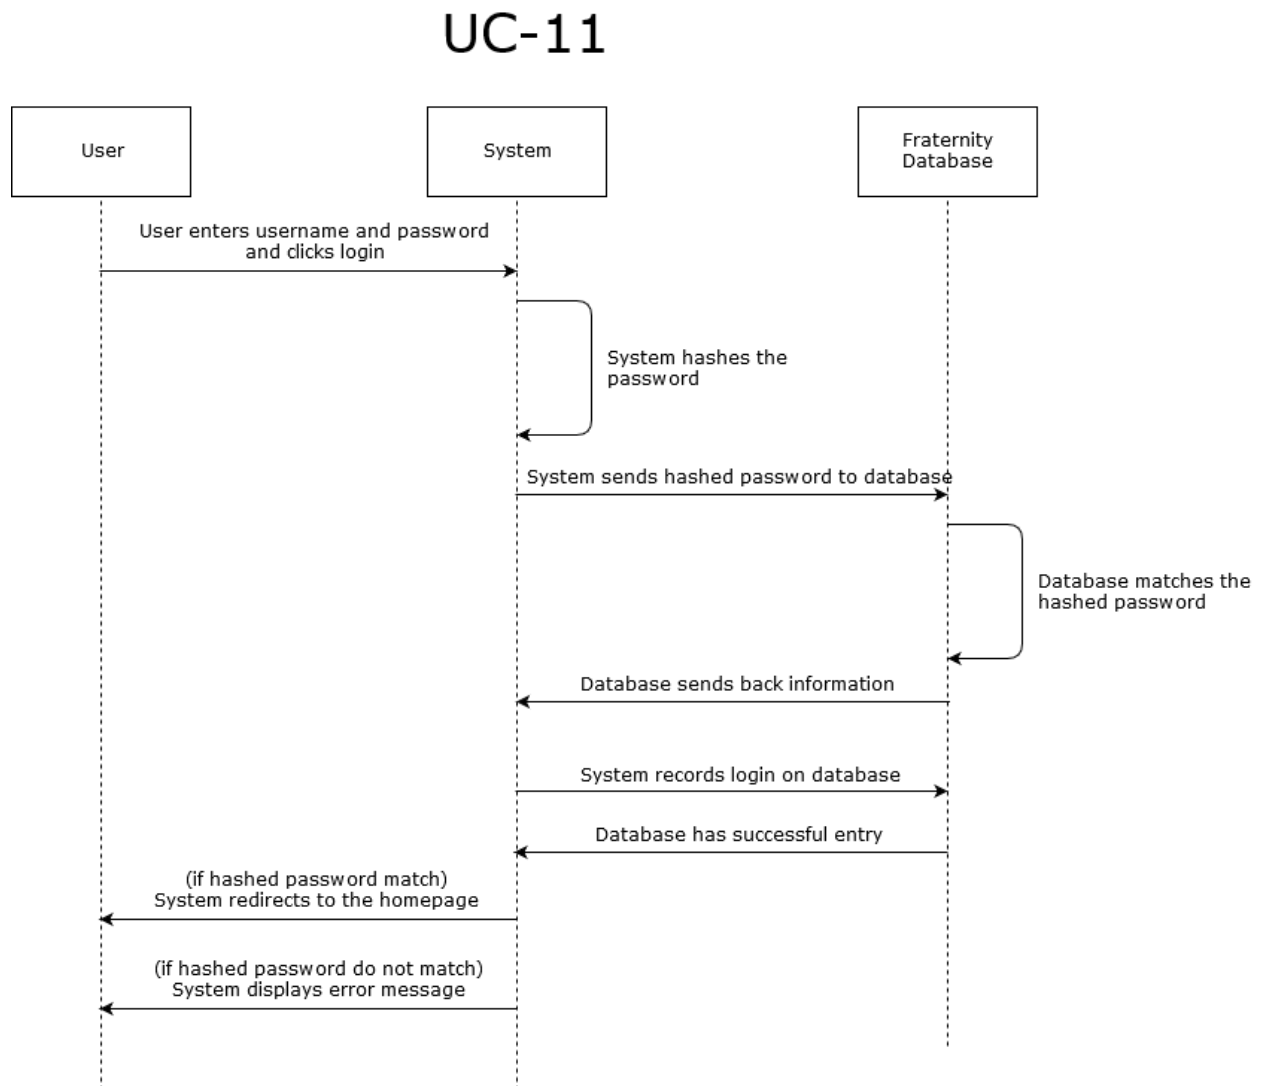 UC-11
User
System
Fraternity
Database
User enters username and password
and clicks login
System hashes the
password
System sends hashed password to database
Database matches the
hashed password
Database sends back information
System records login on database
Database has successful entry
(if hashed password match)
System redirects to the homepage
(if hashed password do not match)
System displays error message